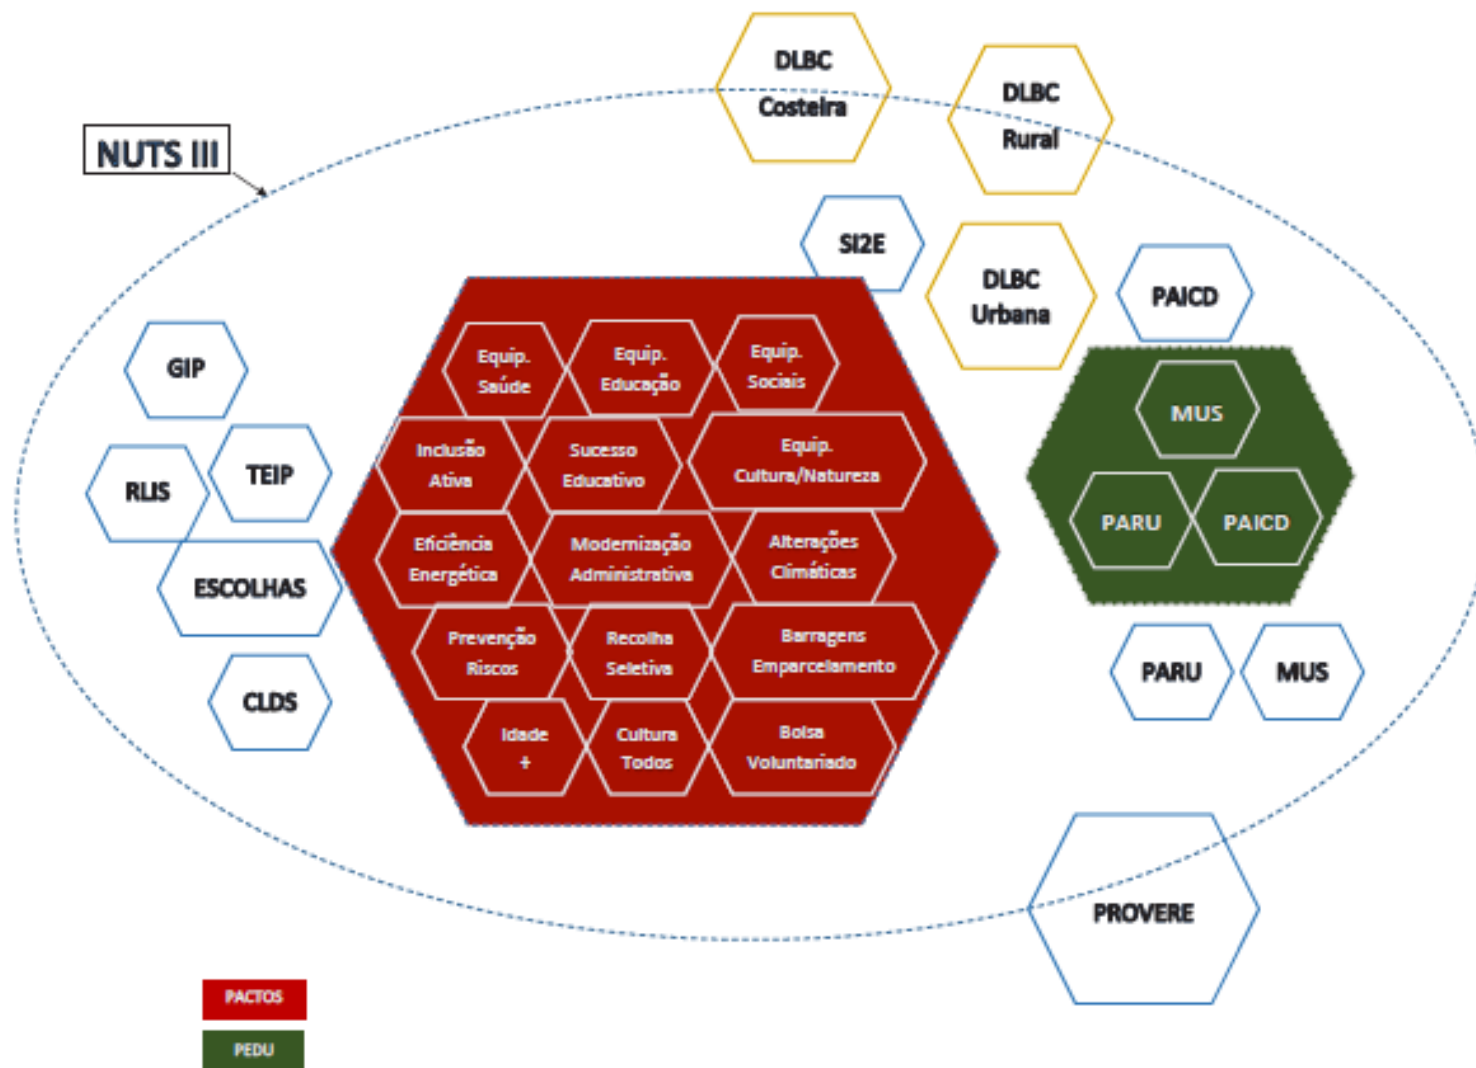 DLBC
Costeira
DLBC
Rural
NUTS III
SI2E
DLBC
Urbana
PAICD
GIP
TEIP
RLIS
ESCOLHAS
CLDS
Equip.
Saúde
Equip.
Educação
Equip.
Sociais
Inclusão
Ativa
Sucesso
Educativo
Equip.
Cultura/Natureza
Eficiência
Energética
Modernização
Administrativa
Alterações
Climáticas
Prevenção
Riscos
Recolha
Seletiva
Barragens
Emparcelamento
Idade
+
Cultura
Todos
Bolsa
Voluntariado
MUS
PARU
PAICD
PARU
MUS
PROVERE
PACTOS
PEDU